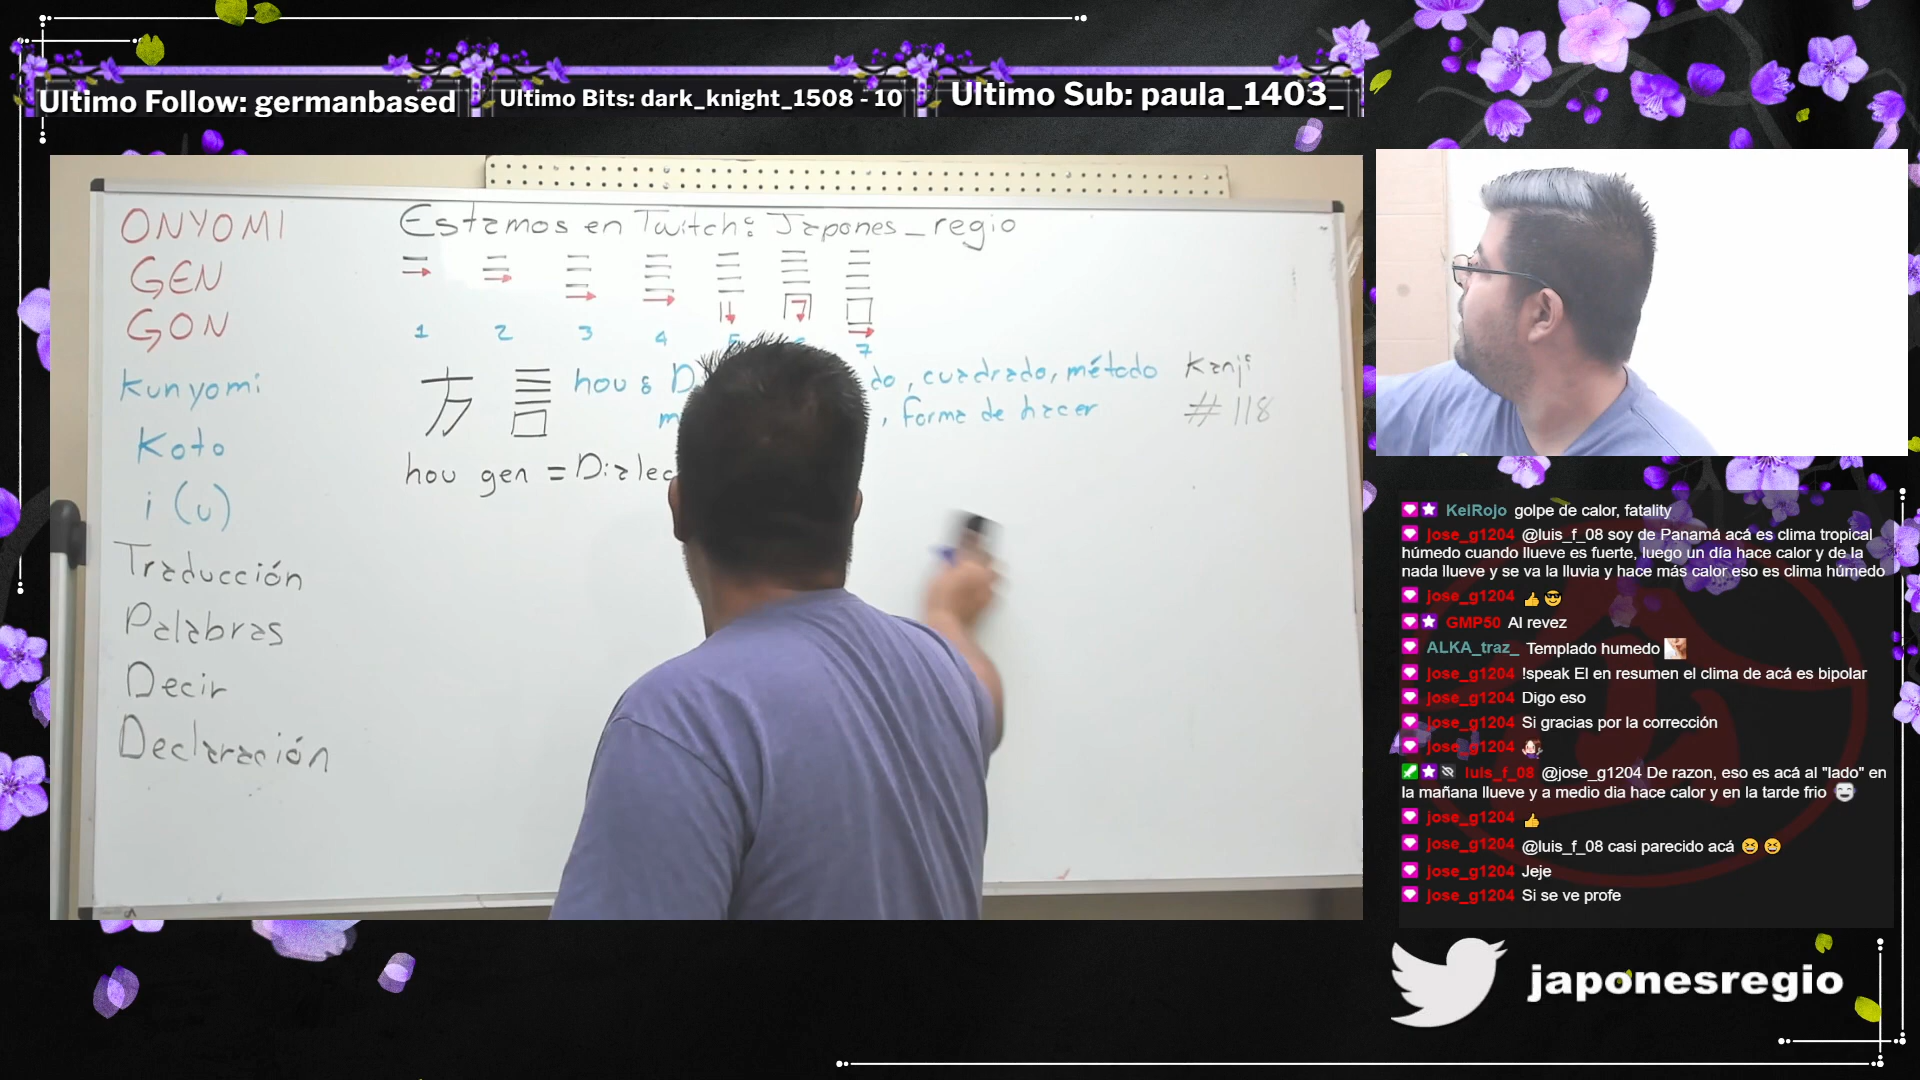 Ultimo Follow: germanbased
Ultimo Bits: dark_knight_1508 - 10
Ultimo Sub: paula_1403_
ONYOMI
GEN
GON
Kunyomi
Koto
i (u)
Traducción
Palabras
Decir
Declaración
Estamos en Twitch: Japones_regio
1 2 3 4 7
方 言 hou: , cuadrado, método
, forma de hacer
Kanji
#118
hou gen =
KelRojo golpe de calor, fatality
jose_g1204 @luis_f_08 soy de Panamá acá es clima tropical
húmedo cuando llueve es fuerte, luego un día hace calor y de la
nada llueve y se va la lluvia y hace más calor eso es clima húmedo
jose_g1204 👍😎
GMP50 Al revez
ALKA_traz_ Templado humedo
jose_g1204 !speak El en resumen el clima de acá es bipolar
jose_g1204 Digo eso
jose_g1204 Si gracias por la corrección
jose_g1204
luis_f_08 @jose_g1204 De razon, eso es acá al "lado" en
la mañana llueve y a medio dia hace calor y en la tarde frio
jose_g1204 👍
jose_g1204 @luis_f_08 casi parecido acá 😆 😆
jose_g1204 Jeje
jose_g1204 Si se ve profe
japonesregio